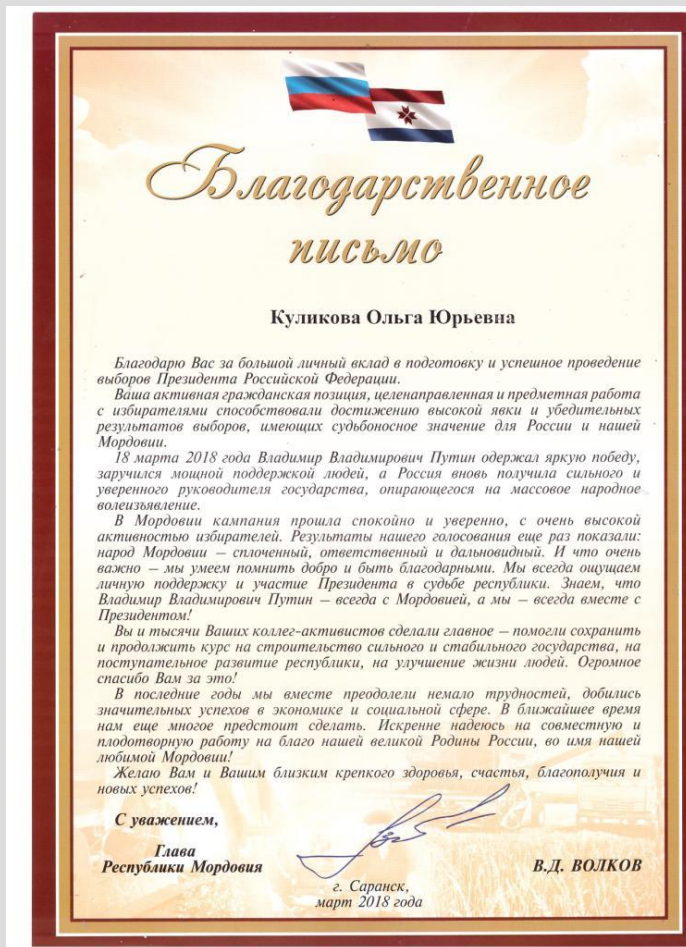 Благодарственное
письмо
Куликова Ольга Юрьевна
Благодарю Вас за большой личный вклад в подготовку и успешное проведение
выборов Президента Российской Федерации.
Ваша активная гражданская позиция, целенаправленная и предметная работа
с избирателями способствовали достижению высокой явки и убедительных
результатов выборов, имеющих судьбоносное значение для России и нашей
Мордовии.
18 марта 2018 года Владимир Владимирович Путин одержал яркую победу,
заручился мощной поддержкой людей, а Россия вновь получила сильного и
уверенного руководителя государства, опирающегося на массовое народное
волеизъявление.
В Мордовии кампания прошла спокойно и уверенно, с очень высокой
активностью избирателей. Результаты нашего голосования еще раз показали:
народ Мордовии – сплоченный, ответственный и дальновидный. И что очень
важно – мы умеем помнить добро и быть благодарными. Мы всегда ощущаем
личную поддержку и участие Президента в судьбе республики. Знаем, что
Владимир Владимирович Путин – всегда с Мордовией, а мы – всегда вместе с
Президентом!
Вы и тысячи Ваших коллег-активистов сделали главное – помогли сохранить
и продолжить курс на строительство сильного и стабильного государства, на
поступательное развитие республики, на улучшение жизни людей. Огромное
спасибо Вам за это!
В последние годы мы вместе преодолели немало трудностей, добились
значительных успехов в экономике и социальной сфере. В ближайшее время
нам еще многое предстоит сделать. Искренне надеюсь на совместную и
плодотворную работу на благо нашей великой Родины России, во имя нашей
любимой Мордовии!
Желаю Вам и Вашим близким крепкого здоровья, счастья, благополучия и
новых успехов!
С уважением,
Глава
Республики Мордовия
В.Д. ВОЛКОВ
г. Саранск,
март 2018 года